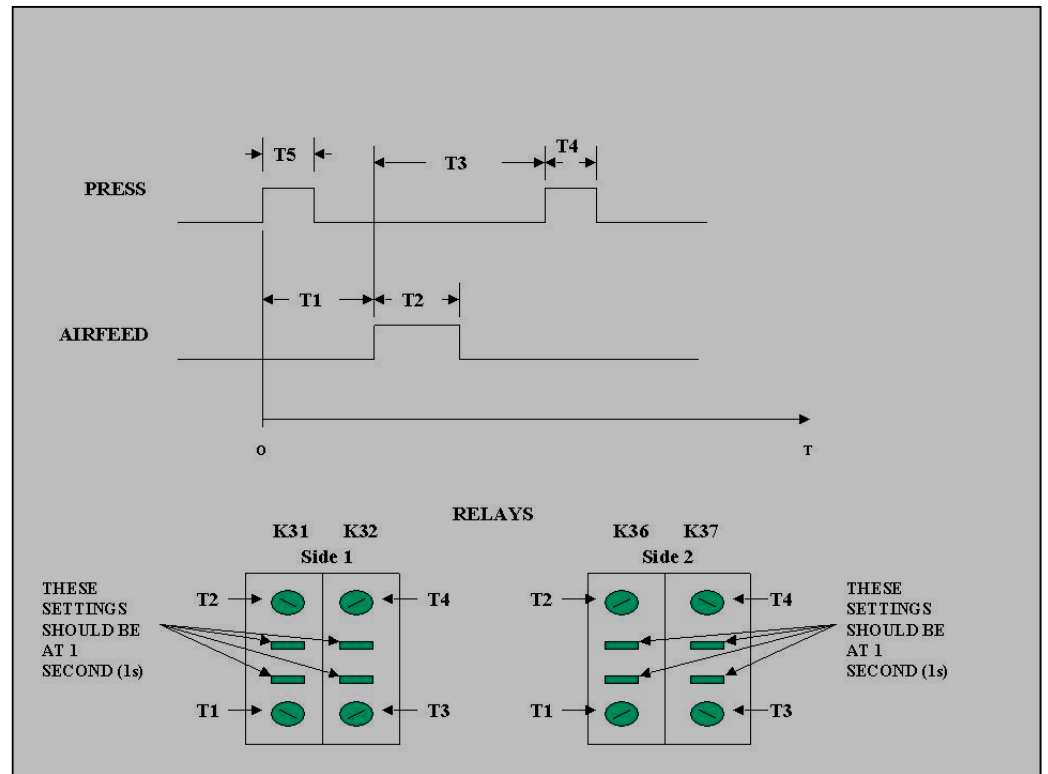 T5
T3
T4
PRESS
T1
T2
AIRFEED
O
T
RELAYS
K31 K32
Side 1
K36 K37
Side 2
THESE
SETTINGS
SHOULD BE
AT 1
SECOND (1s)
T2
T4
T1
T3
T2
T4
T1
T3
THESE
SETTINGS
SHOULD BE
AT 1
SECOND (1s)